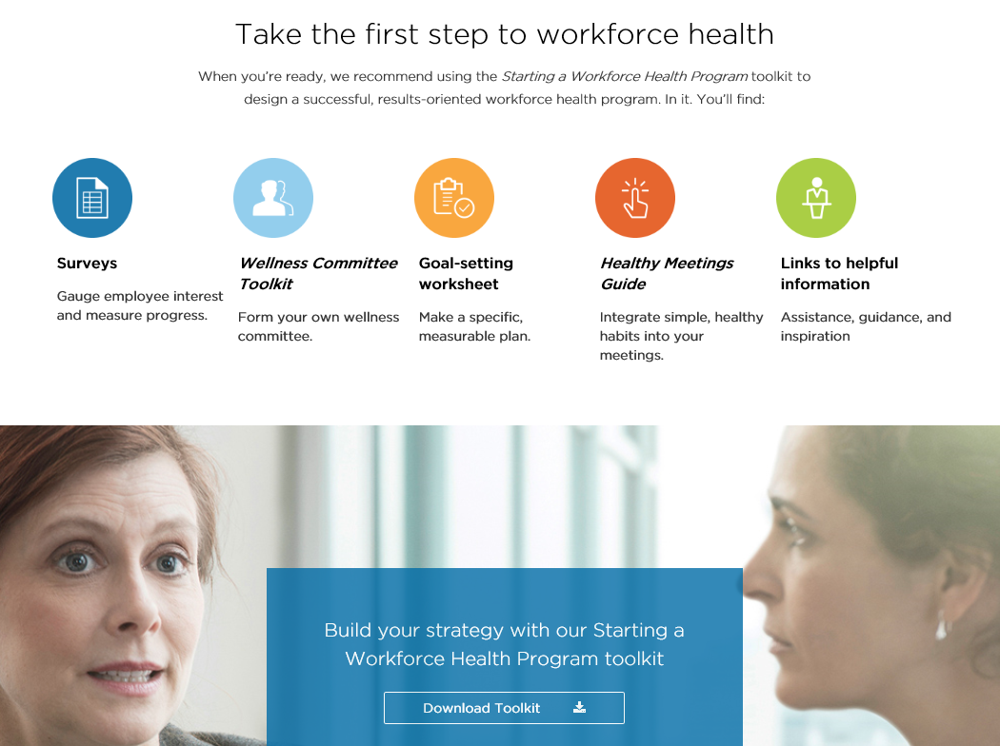 Take the first step to workforce health
When you're ready, we recommend using the Starting a Workforce Health Program toolkit to
design a successful, results-oriented workforce health program. In it. You'll find:
Surveys
Gauge employee interest
and measure progress.
Wellness Committee
Toolkit
Form your own wellness
committee.
Goal-setting
worksheet
Make a specific,
measurable plan.
Healthy Meetings
Guide
Integrate simple, healthy
habits into your
meetings.
Links to helpful
information
Assistance, guidance, and
inspiration
Build your strategy with our Starting a
Workforce Health Program toolkit
Download Toolkit